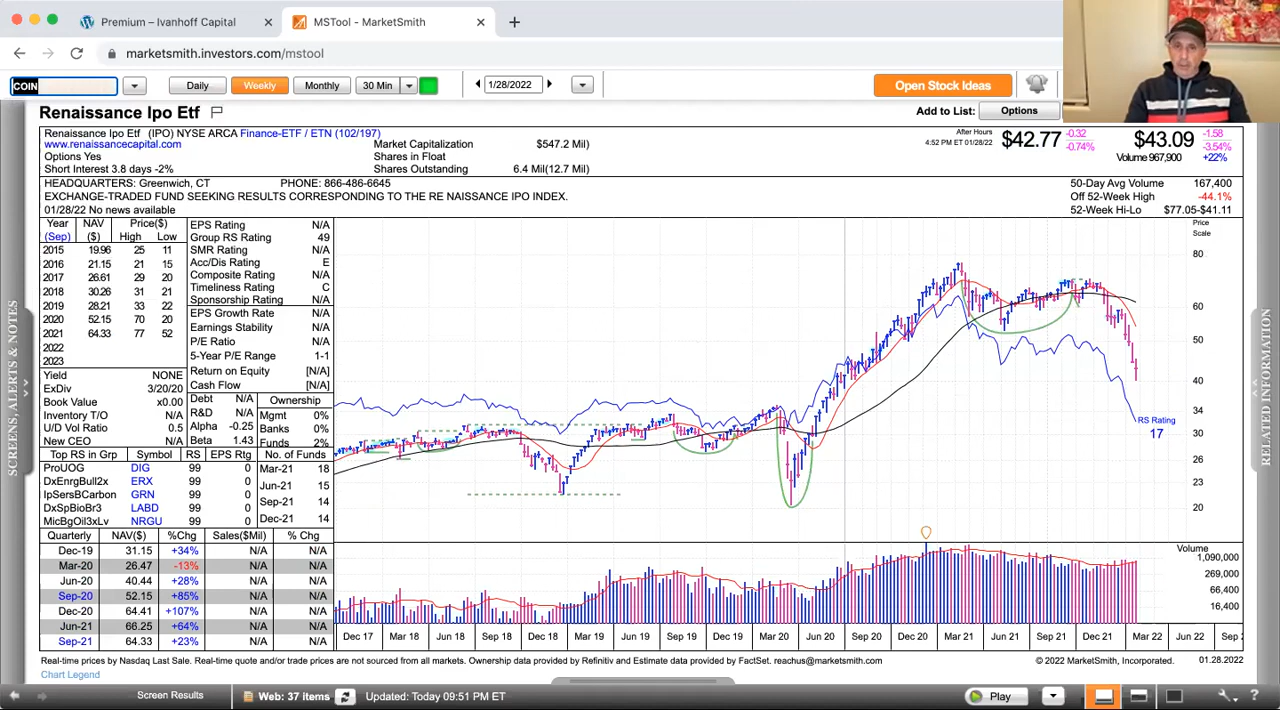 Premium – Ivanhoff Capital
MSTool – MarketSmith
marketsmith.investors.com/mstool
COIN
Daily
Weekly
Monthly
30 Min
1/28/2022
Open Stock Ideas
Renaissance Ipo Etf
Add to List:
Options
Renaissance Ipo Etf (IPO) NYSE ARCA Finance-ETF / ETN (102/197)
www.renaissancecapital.com
Options Yes
Short Interest 3.8 days -2%
Market Capitalization $547.2 Mil)
Shares in Float
Shares Outstanding 6.4 Mil(12.7 Mil)
After Hours
4:52 PM ET 01/28/22
$42.77 -0.32 -0.74%
$43.09 -1.58 -3.54%
Volume 967,900 +22%
HEADQUARTERS: Greenwich, CT PHONE: 866-486-6645
EXCHANGE-TRADED FUND SEEKING RESULTS CORRESPONDING TO THE RE NAISSANCE IPO INDEX.
01/28/22 No news available
50-Day Avg Volume 167,400
Off 52-Week High -44.1%
52-Week Hi-Lo $77.05-$41.11
Year NAV Price($)
(Sep) ($) High Low
2015 19.96 25 11
2016 21.15 21 15
2017 26.61 29 20
2018 30.26 31 21
2019 28.21 33 22
2020 52.15 70 20
2021 64.33 77 52
2022
2023
EPS Rating N/A
Group RS Rating 49
SMR Rating N/A
Acc/Dis Rating E
Composite Rating N/A
Timeliness Rating C
Sponsorship Rating N/A
EPS Growth Rate N/A
Earnings Stability N/A
P/E Ratio N/A
5-Year P/E Range 1-1
Return on Equity [N/A]
Cash Flow [N/A]
Yield NONE
ExDiv 3/20/20
Book Value x0.00
Inventory T/O N/A
U/D Vol Ratio 0.5
New CEO N/A
Debt N/A
R&D N/A
Alpha -0.25
Beta 1.43
Ownership
Mgmt 0%
Banks 0%
Funds 2%
Top RS in Grp Symbol RS EPS Rtg
ProUOG DIG 99 0
DxEnrgBull2x ERX 99 0
IpSersBCarbon GRN 99 0
DxSpBioBr3 LABD 99 0
MicBgOil3xLv NRGU 99 0
No. of Funds
Mar-21 18
Jun-21 15
Sep-21 14
Dec-21 14
Quarterly NAV($) %Chg Sales($Mil) % Chg
Dec-19 31.15 +34% N/A N/A
Mar-20 26.47 -13% N/A N/A
Jun-20 40.44 +28% N/A N/A
Sep-20 52.15 +85% N/A N/A
Dec-20 64.41 +107% N/A N/A
Jun-21 66.25 +64% N/A N/A
Sep-21 64.33 +23% N/A N/A
Price
Scale
80
60
50
40
34
30
26
23
20
RS Rating
17
Volume
1,090,000
269,000
66,400
16,400
Dec 17 Mar 18 Jun 18 Sep 18 Dec 18 Mar 19 Jun 19 Sep 19 Dec 19 Mar 20 Jun 20 Sep 20 Dec 20 Mar 21 Jun 21 Sep 21 Dec 21 Mar 22 Jun 22 Sep
SCREENS, ALERTS & NOTES
RELATED INFORMATION
Real-time prices by Nasdaq Last Sale. Real-time quote and/or trade prices are not sourced from all markets. Ownership data provided by Refinitiv and Estimate data provided by FactSet. reachus@marketsmith.com
© 2022 MarketSmith, Incorporated.
01.28.2022
Chart Legend
Screen Results
Web: 37 items
Updated: Today 09:51 PM ET
Play
?